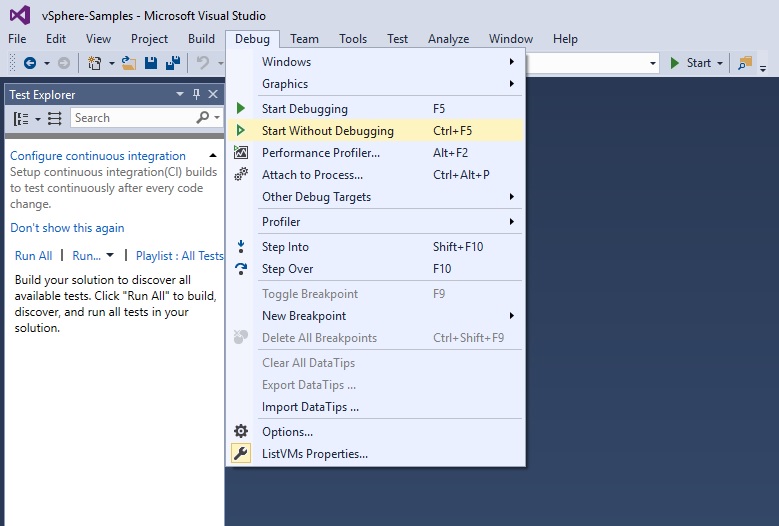 vSphere-Samples - Microsoft Visual Studio
File Edit View Project Build Debug Team Tools Test Analyze Window Help
Start
Test Explorer
Search
Configure continuous integration
Setup continuous integration(CI) builds
to test continuously after every code
change.
Don't show this again
Run All | Run... | Playlist : All Tests
Build your solution to discover all
available tests. Click "Run All" to build,
discover, and run all tests in your
solution.
Windows
Graphics
Start Debugging F5
Start Without Debugging Ctrl+F5
Performance Profiler... Alt+F2
Attach to Process... Ctrl+Alt+P
Other Debug Targets
Profiler
Step Into Shift+F10
Step Over F10
Toggle Breakpoint F9
New Breakpoint
Delete All Breakpoints Ctrl+Shift+F9
Clear All DataTips
Export DataTips ...
Import DataTips ...
Options...
ListVMs Properties...